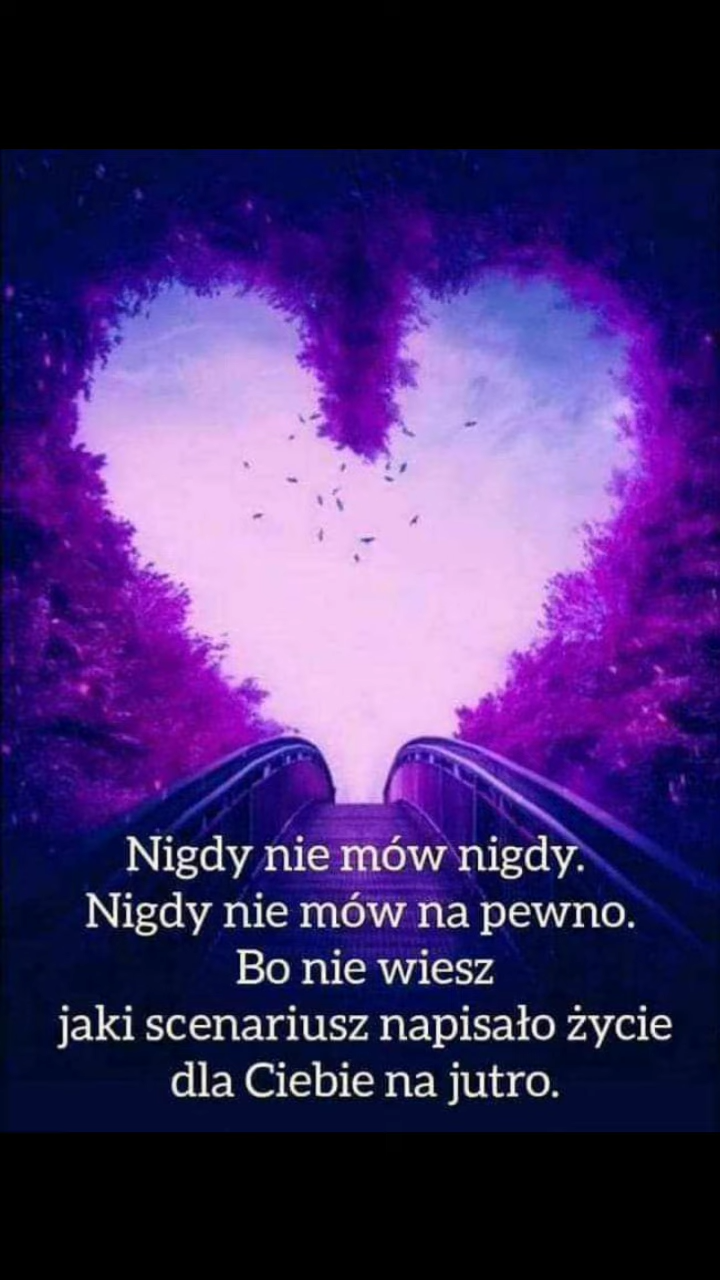 Nigdy nie mów nigdy.
Nigdy nie mów na pewno.
Bo nie wiesz
jaki scenariusz napisało życie
dla Ciebie na jutro.